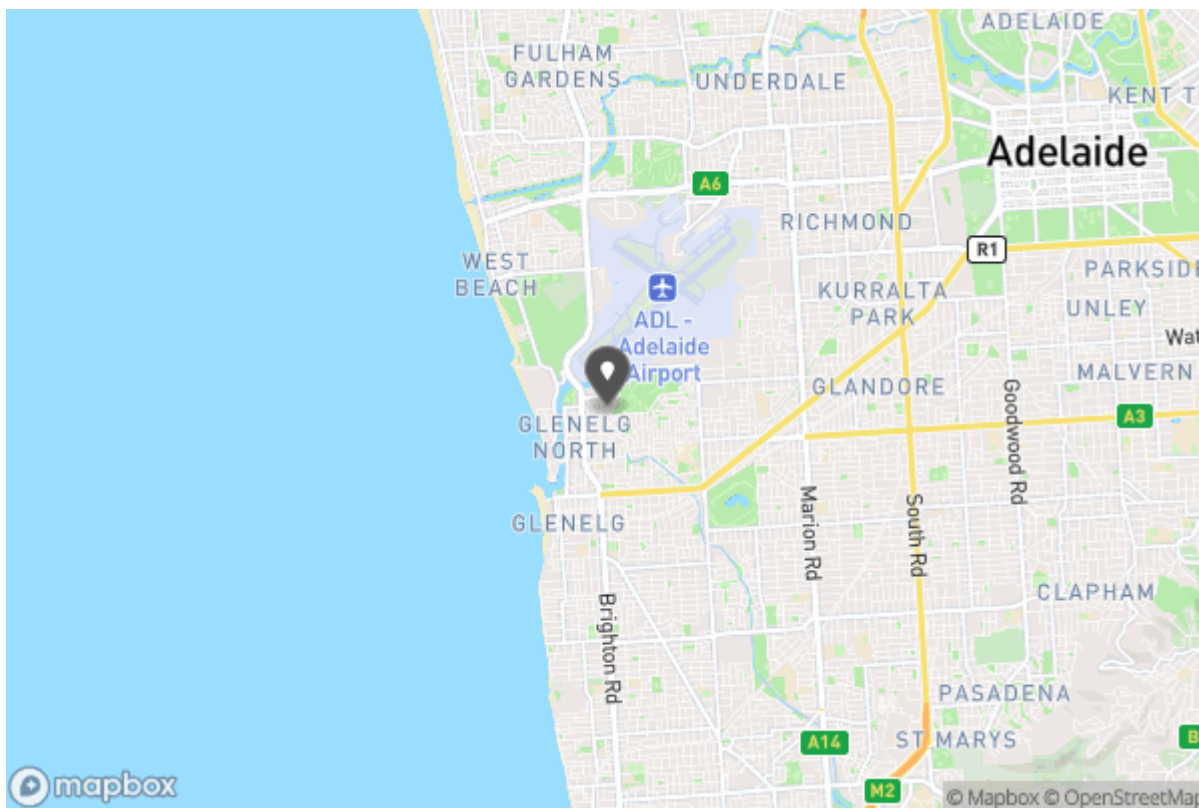 ADELAIDE
FULHAM
GARDENS
UNDERDALE
KENT T
Adelaide
A6
RICHMOND
R1
WEST
BEACH
PARKSIDE
KURRALTA
PARK
UNLEY
ADL -
Adelaide
Airport
Wat
MALVERN
GLANDORE
Goodwood Rd
A3
GLENELG
NORTH
GLENELG
Marion Rd
South Rd
CLAPHAM
Brighton Rd
PASADENA
A14
ST MARYS
B
M2
mapbox
© Mapbox © OpenStreetMap